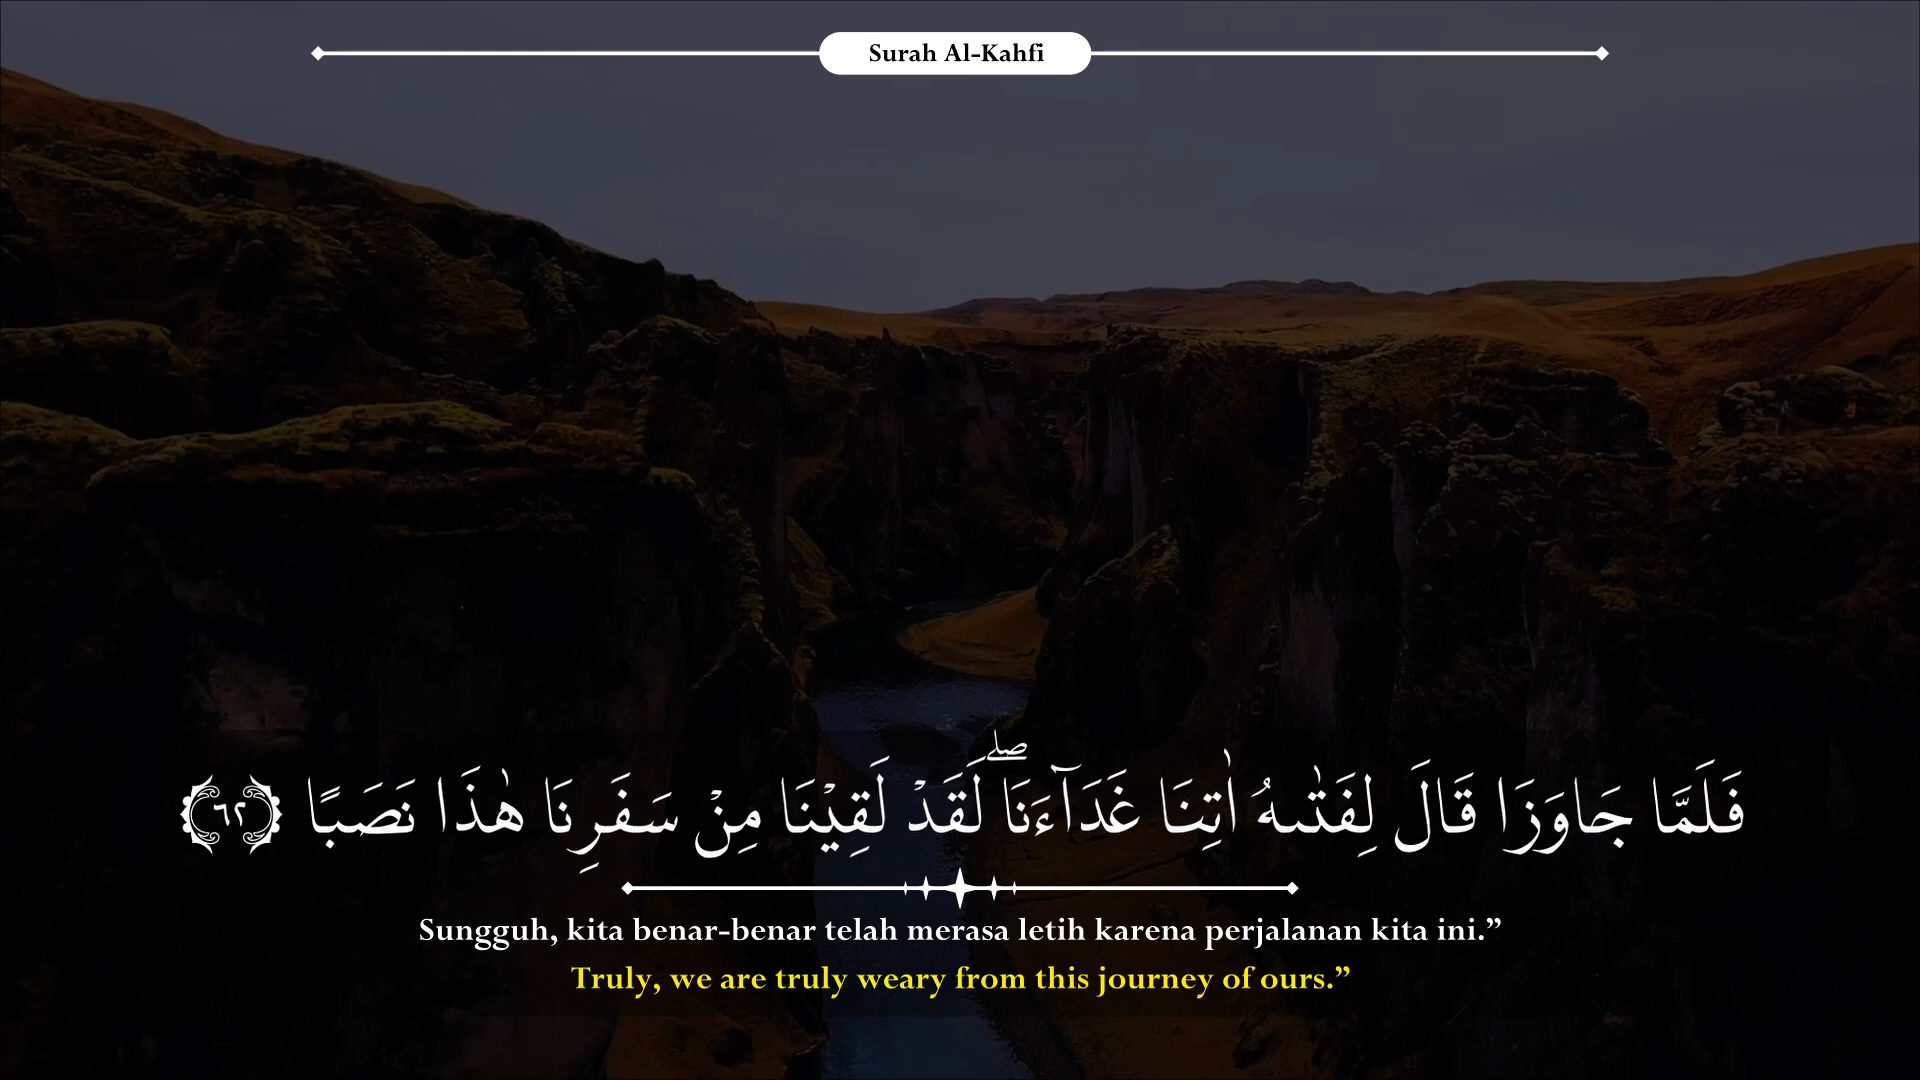 Surah Al-Kahfi
فَلَمَّا جَاوَزَا قَالَ لِفَتٰىهُ اٰتِنَا غَدَاۤءَنَاۖ لَقَدْ لَقِيْنَا مِنْ سَفَرِنَا هٰذَا نَصَبًا ٦٢
Sungguh, kita benar-benar telah merasa letih karena perjalanan kita ini.”
Truly, we are truly weary from this journey of ours.”